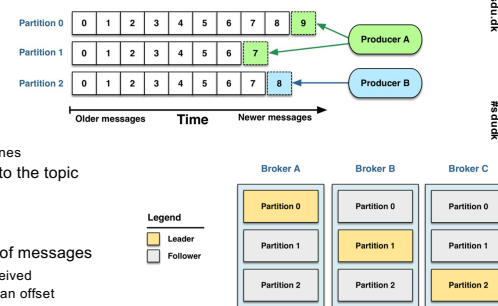 Partition 0 0 1 2 3 4 5 6 7 8 9
Producer A
Partition 1 0 1 2 3 4 5 6 7
Partition 2 0 1 2 3 4 5 6 7 8
Producer B
Older messages Time Newer messages
sdu.dk
#sdudk
nes
to the topic
of messages
eived
an offset
Legend
Leader
Follower
Broker A Broker B Broker C
Partition 0 Partition 0 Partition 0
Partition 1 Partition 1 Partition 1
Partition 2 Partition 2 Partition 2